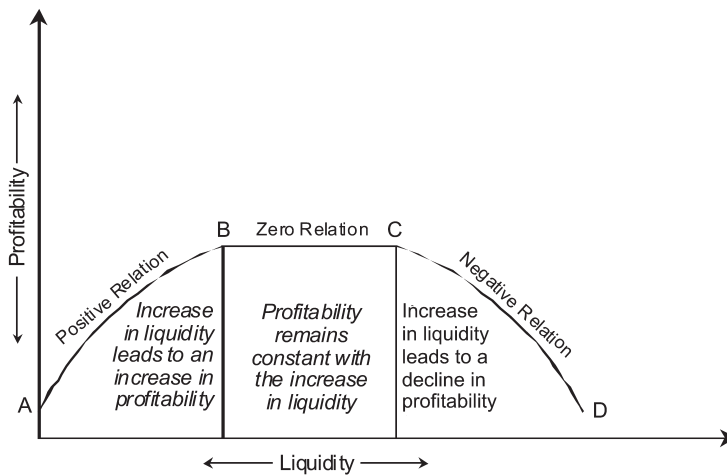 Profitability
B
Zero Relation
C
Positive Relation
Negative Relation
Increase
in liquidity
leads to an
increase in
profitability
Profitability
remains
constant with
the increase
in liquidity
Increase
in liquidity
leads to a
decline in
profitability
A
D
Liquidity